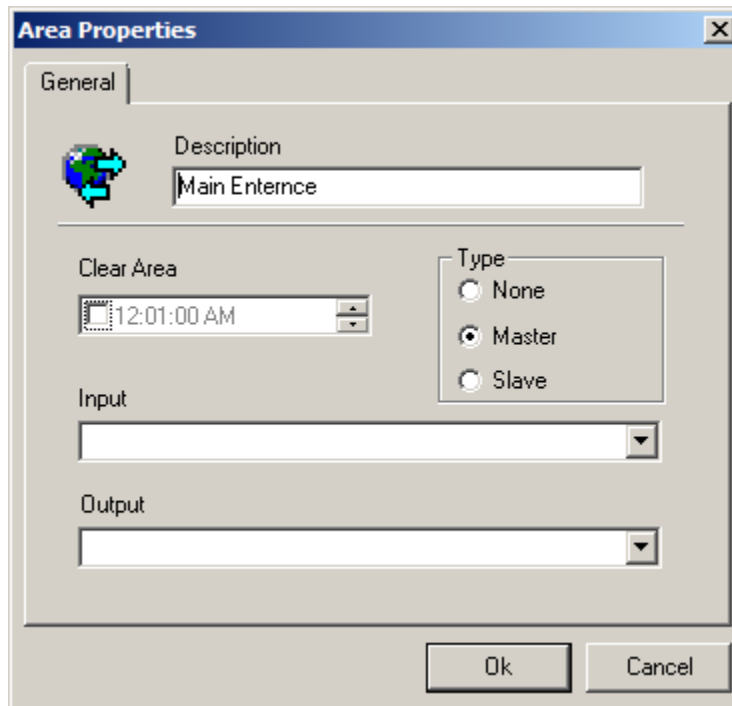 Area Properties
General
Description
Main Enternce
Clear Area
12:01:00 AM
Type
None
Master
Slave
Input
Output
Ok
Cancel